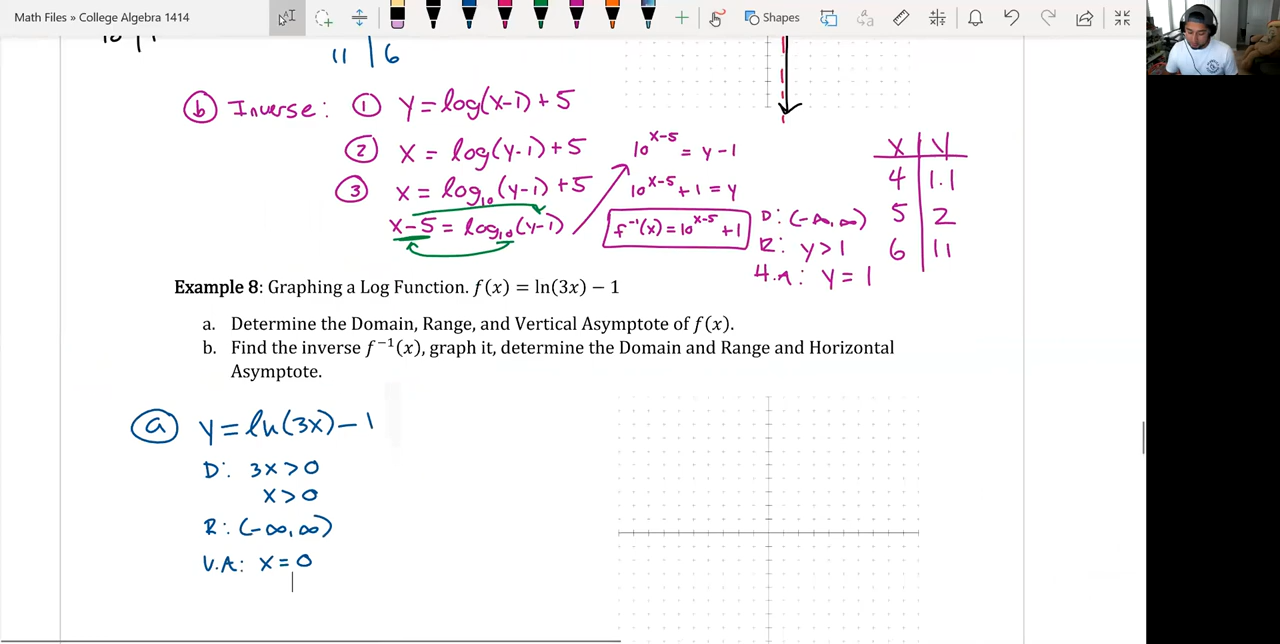 Math Files » College Algebra 1414
Shapes
11 | 6
ⓑ Inverse: ① y = log(x-1) + 5
② x = log(y-1) + 5
③ x = log₁₀(y-1) + 5
x - 5 = log₁₀(y-1)
10^(x-5) = y - 1
10^(x-5) + 1 = y
f⁻¹(x) = 10^(x-5) + 1
D: (-∞, ∞)
R: y > 1
H.A: y = 1
x | y
4 | 1.1
5 | 2
6 | 11
Example 8: Graphing a Log Function. f(x) = ln(3x) − 1
a. Determine the Domain, Range, and Vertical Asymptote of f(x).
b. Find the inverse f⁻¹(x), graph it, determine the Domain and Range and Horizontal
Asymptote.
ⓐ y = ln(3x) - 1
D: 3x > 0
x > 0
R: (-∞, ∞)
V.A: x = 0